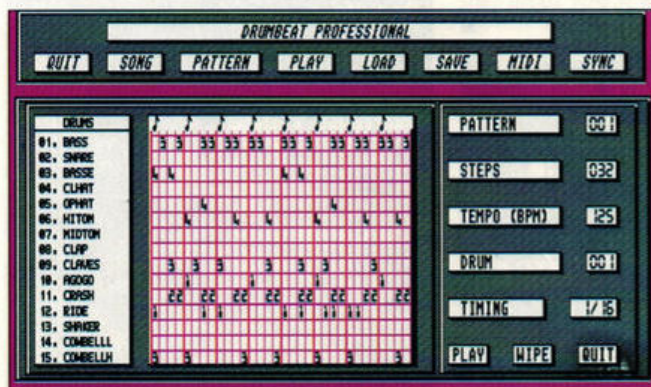 DRUMBEAT PROFESSIONAL
QUIT SONG PATTERN PLAY LOAD SAVE MIDI SYNC
DRUMS
01. BASS
02. SNARE
03. BASSE
04. CLHAT
05. OPHAT
06. HITOM
07. MIDTOM
08. CLAP
09. CLAVES
10. AGOGO
11. CRASH
12. RIDE
13. SHAKER
14. COWBELLL
15. COWBELLH
PATTERN 001
STEPS 032
TEMPO (BPM) 125
DRUM 001
TIMING 1/16
PLAY WIPE QUIT